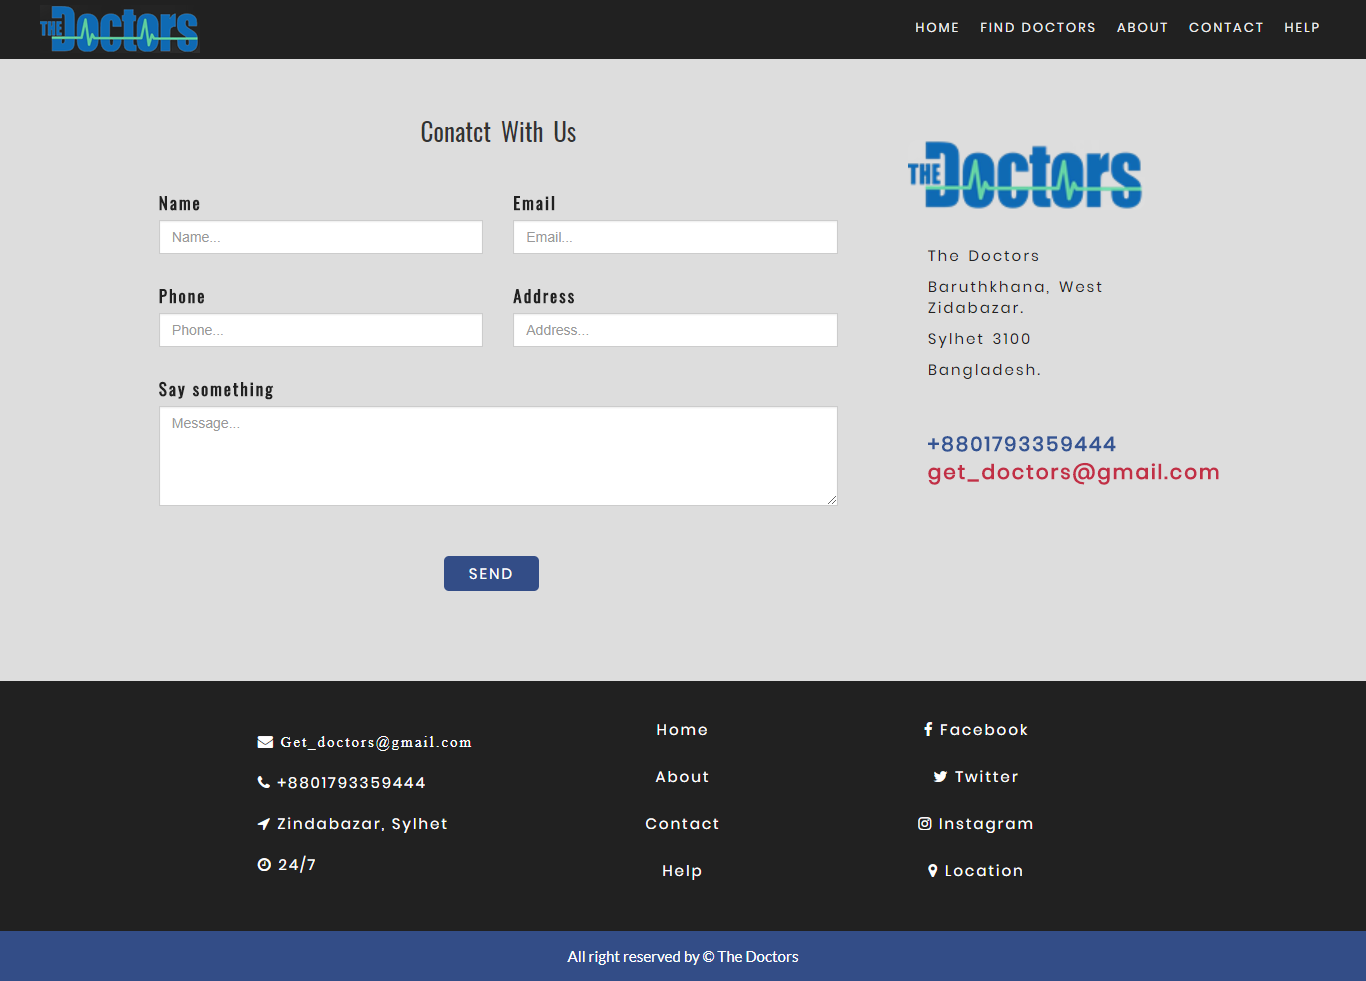 THE Doctors
HOME FIND DOCTORS ABOUT CONTACT HELP
Conatct With Us
Name
Name...
Email
Email...
Phone
Phone...
Address
Address...
Say something
Message...
SEND
THE Doctors
The Doctors
Baruthkhana, West
Zidabazar.
Sylhet 3100
Bangladesh.
+8801793359444
get_doctors@gmail.com
Get_doctors@gmail.com
+8801793359444
Zindabazar, Sylhet
24/7
Home
About
Contact
Help
Facebook
Twitter
Instagram
Location
All right reserved by © The Doctors